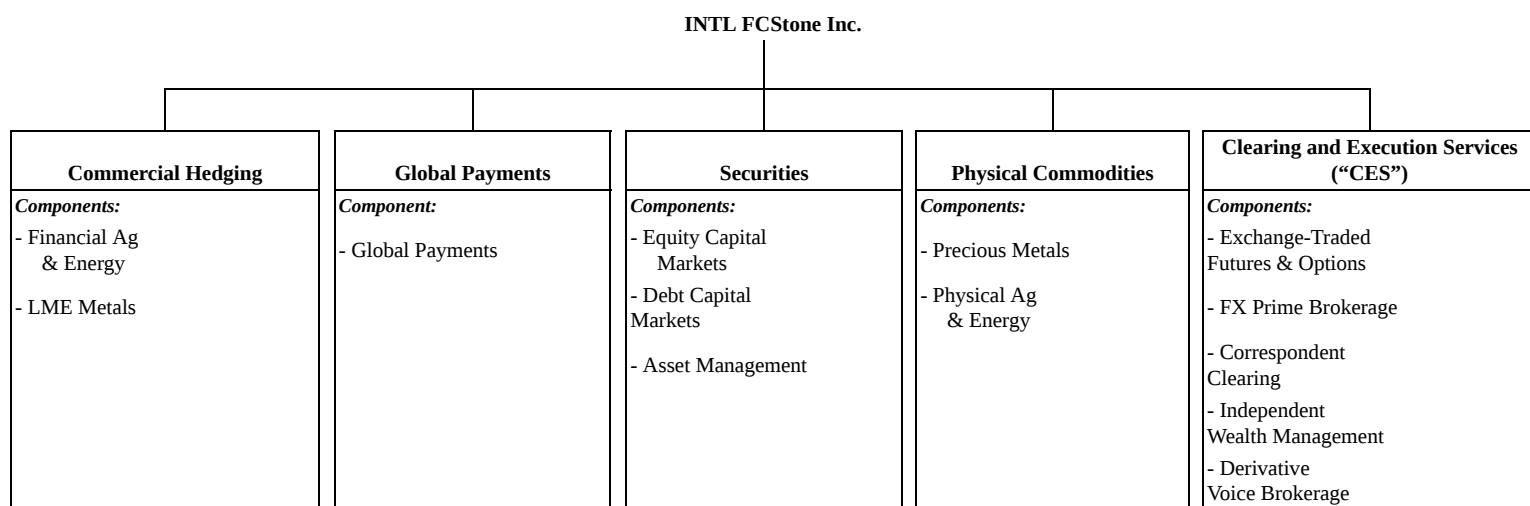 INTL FCStone Inc.
Commercial Hedging
Components:
- Financial Ag
& Energy
- LME Metals
Global Payments
Component:
- Global Payments
Securities
Components:
- Equity Capital
Markets
- Debt Capital
Markets
- Asset Management
Physical Commodities
Components:
- Precious Metals
- Physical Ag
& Energy
Clearing and Execution Services
(“CES”)
Components:
- Exchange-Traded
Futures & Options
- FX Prime Brokerage
- Correspondent
Clearing
- Independent
Wealth Management
- Derivative
Voice Brokerage